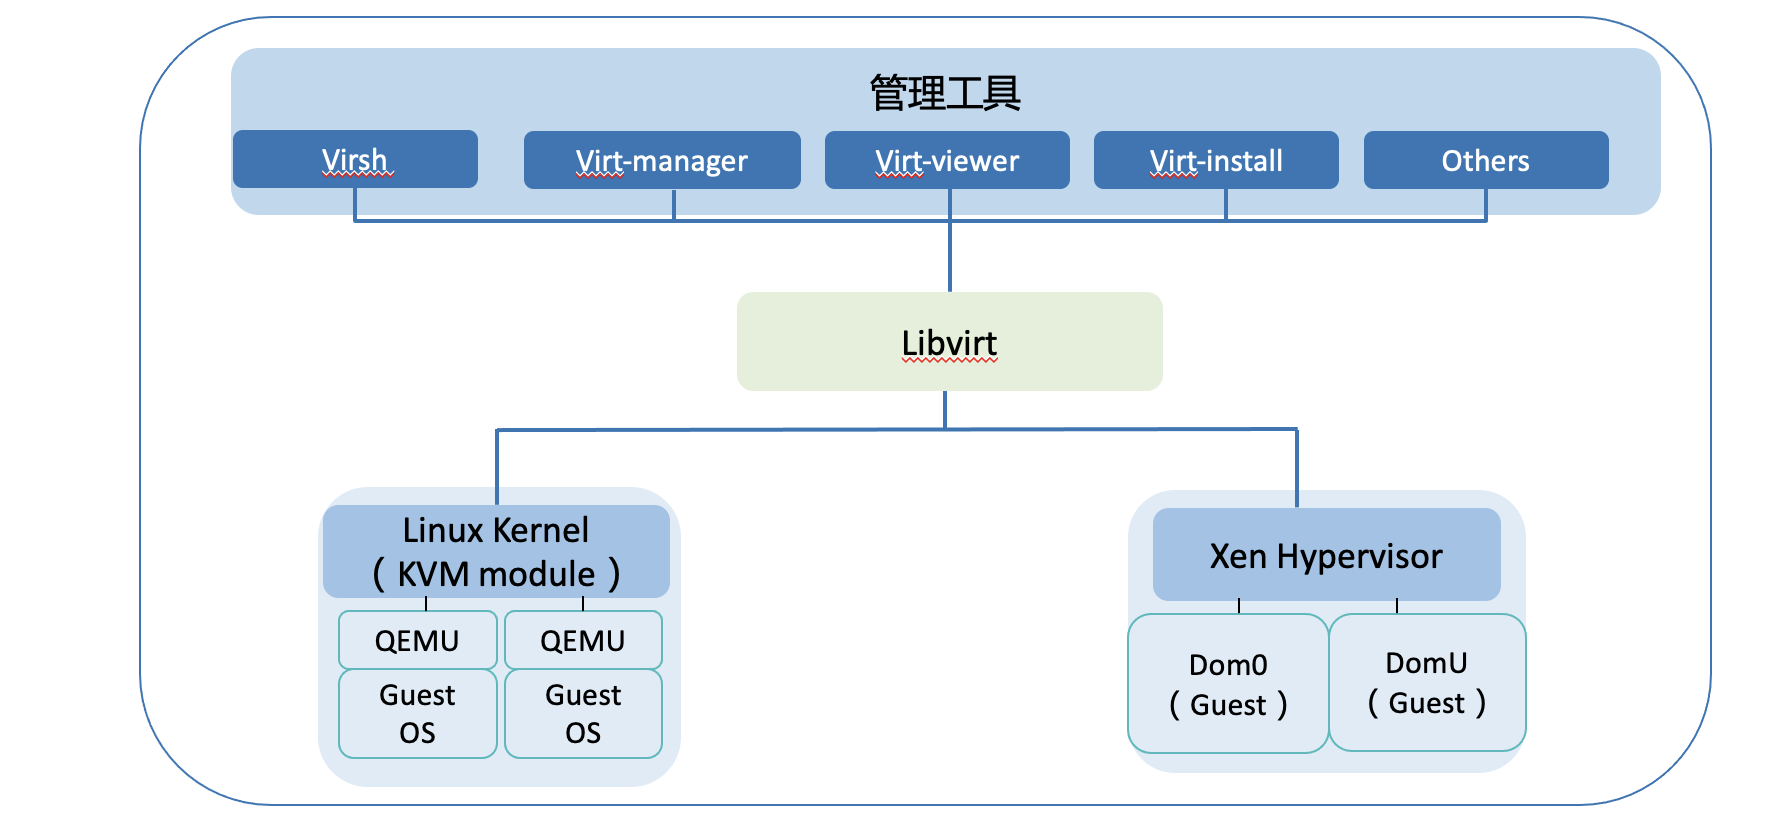 管理工具
Virsh
Virt-manager
Virt-viewer
Virt-install
Others
Libvirt
Linux Kernel
（ KVM module ）
QEMU
QEMU
Guest
OS
Guest
OS
Xen Hypervisor
Dom0
（ Guest ）
DomU
（ Guest ）